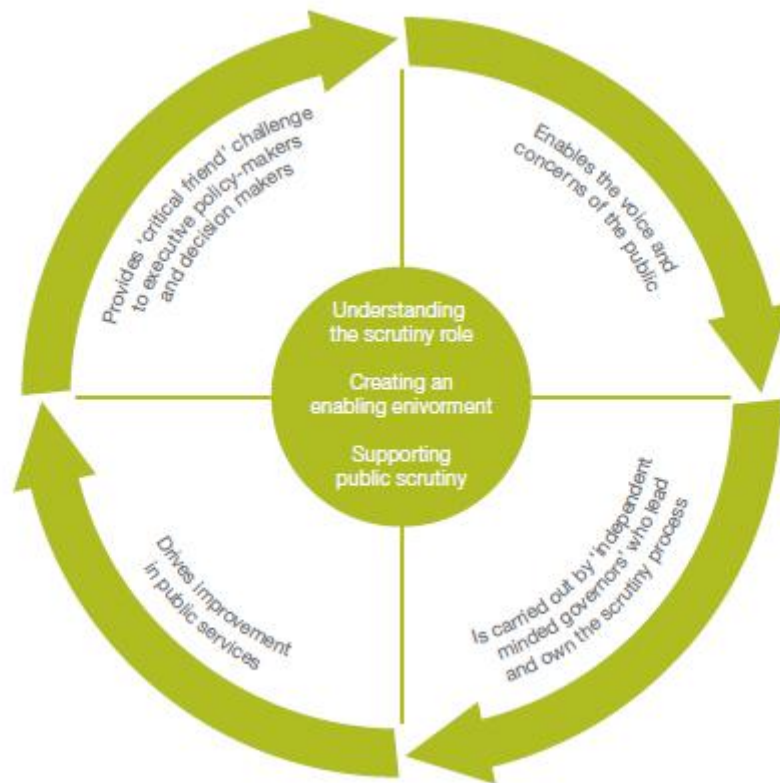 Provides 'critical friend' challenge
to executive policy-makers
and decision makers
Enables the voice and
concerns of the public
Understanding
the scrutiny role
Creating an
enabling enivorment
Supporting
public scrutiny
Drives improvement
in public services
Is carried out by 'independent
minded governors' who lead
and own the scrutiny process